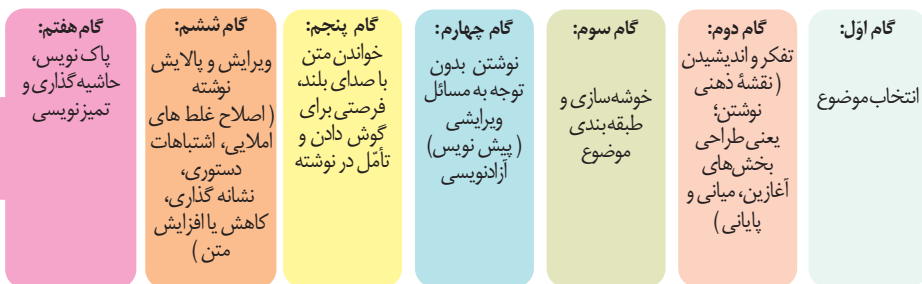 گام اوّل:
انتخاب موضوع
گام دوم:
تفکر و اندیشیدن
( نقشهٔ ذهنی
نوشتن؛
یعنی طراحی
بخش‌های
آغازین، میانی و
پایانی )
گام سوم:
خوشه‌سازی و
طبقه‌بندی
موضوع
گام چهارم:
نوشتن بدون
توجه به مسائل
ویرایشی
( پیش نویس)
آزادنویسی
گام پنجم:
خواندن متن
با صدای بلند،
فرصتی برای
گوش دادن و
تأمّل در نوشته
گام ششم:
ویرایش و پالایش
نوشته
( اصلاح غلط های
املایی، اشتباهات
دستوری،
نشانه گذاری،
کاهش یا افزایش
متن )
گام هفتم:
پاک نویس،
حاشیه گذاری و
تمیزنویسی